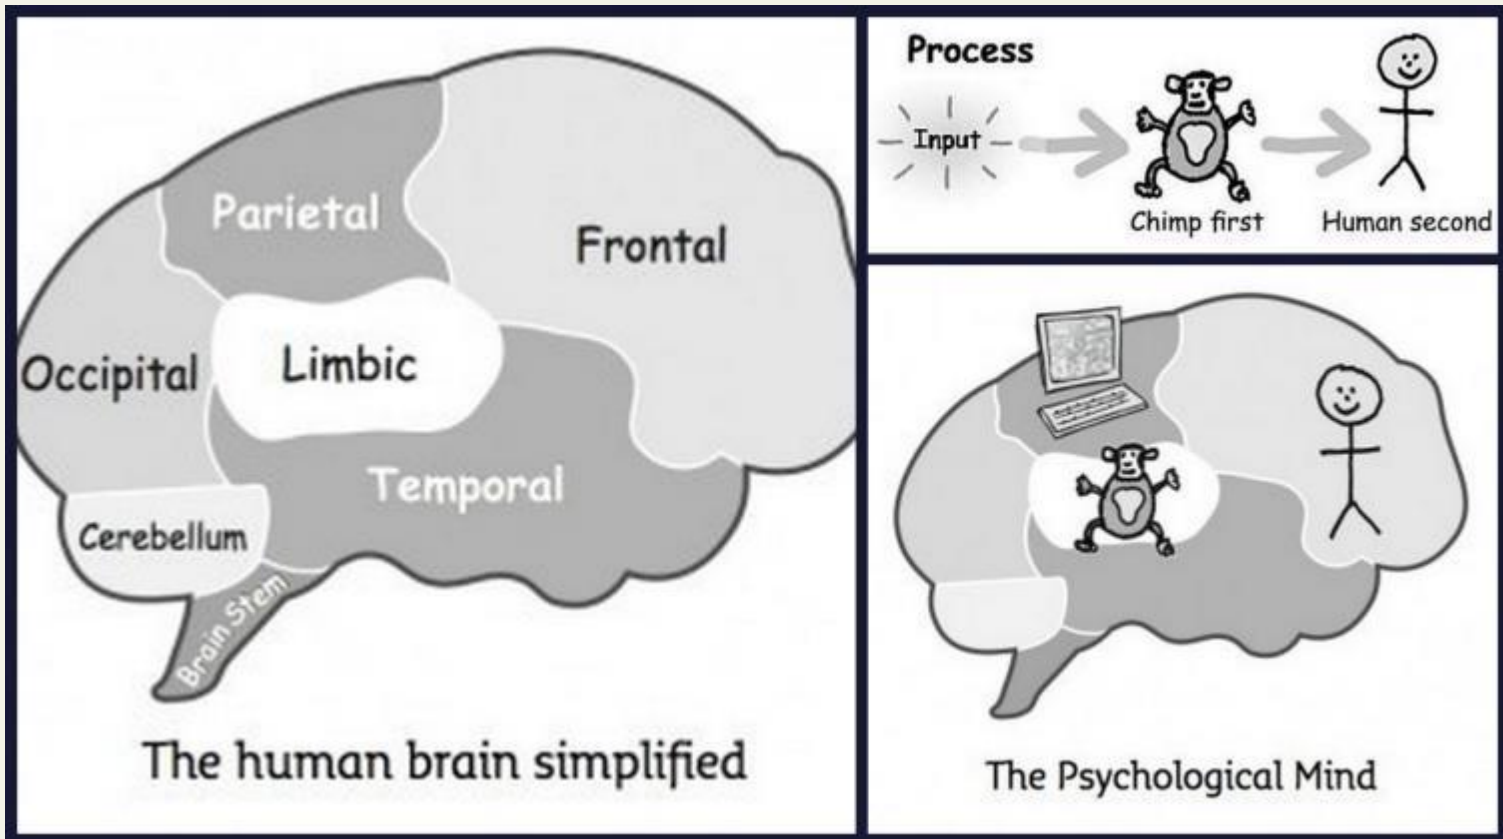 Parietal
Frontal
Occipital
Limbic
Temporal
Cerebellum
Brain Stem
The human brain simplified
Process
Input
Chimp first
Human second
The Psychological Mind